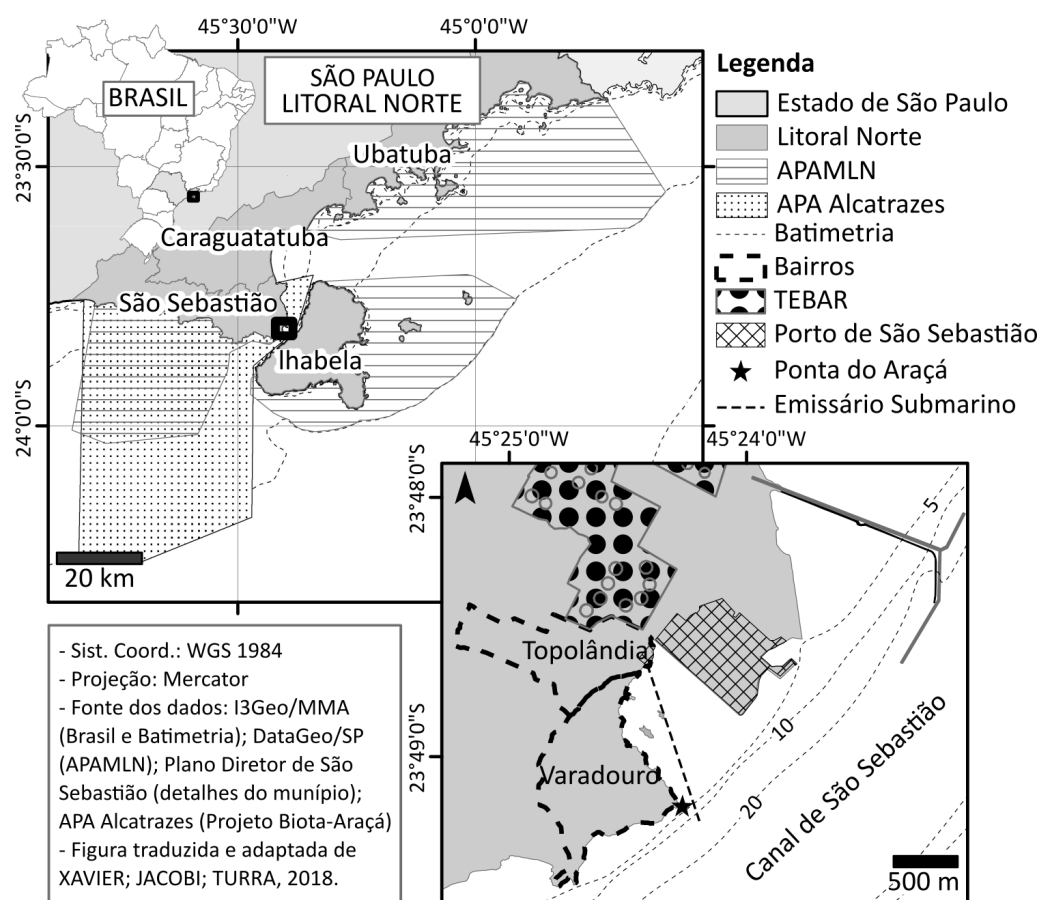 45°30'0"W
45°0'0"W
BRASIL
SÃO PAULO
LITORAL NORTE
23°30'0"S
24°0'0"S
Ubatuba
Caraguatatuba
São Sebastião
Ilhabela
20 km
Legenda
Estado de São Paulo
Litoral Norte
APAMLN
APA Alcatrazes
Batimetria
Bairros
TEBAR
Porto de São Sebastião
Ponta do Araçá
Emissário Submarino
45°25'0"W
45°24'0"W
23°48'0"S
23°49'0"S
5
Topolândia
10
Varadouro
20
Canal de São Sebastião
500 m
- Sist. Coord.: WGS 1984
- Projeção: Mercator
- Fonte dos dados: I3Geo/MMA
(Brasil e Batimetria); DataGeo/SP
(APAMLN); Plano Diretor de São
Sebastião (detalhes do munípio);
APA Alcatrazes (Projeto Biota-Araçá)
- Figura traduzida e adaptada de
XAVIER; JACOBI; TURRA, 2018.